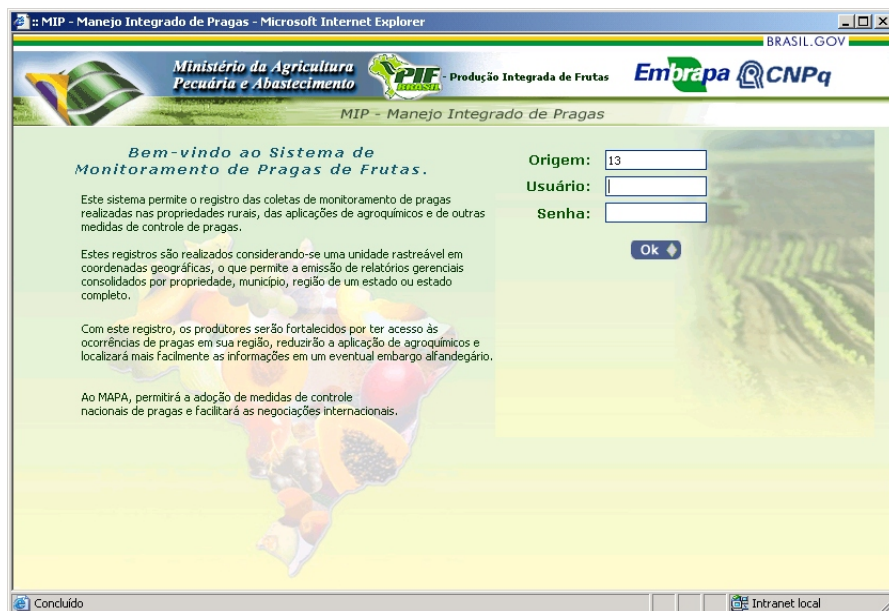 :: MIP - Manejo Integrado de Pragas - Microsoft Internet Explorer
BRASIL.GOV
Ministério da Agricultura
Pecuária e Abastecimento
PIF
BRASIL
- Produção Integrada de Frutas
Embrapa
CNPq
MIP - Manejo Integrado de Pragas
Bem-vindo ao Sistema de
Monitoramento de Pragas de Frutas.
Este sistema permite o registro das coletas de monitoramento de pragas
realizadas nas propriedades rurais, das aplicações de agroquímicos e de outras
medidas de controle de pragas.
Estes registros são realizados considerando-se uma unidade rastreável em
coordenadas geográficas, o que permite a emissão de relatórios gerenciais
consolidados por propriedade, município, região de um estado ou estado
completo.
Com este registro, os produtores serão fortalecidos por ter acesso às
ocorrências de pragas em sua região, reduzirão a aplicação de agroquímicos e
localizará mais facilmente as informações em um eventual embargo alfandegário.
Ao MAPA, permitirá a adoção de medidas de controle
nacionais de pragas e facilitará as negociações internacionais.
Origem: 13
Usuário:
Senha:
Ok
Concluído
Intranet local